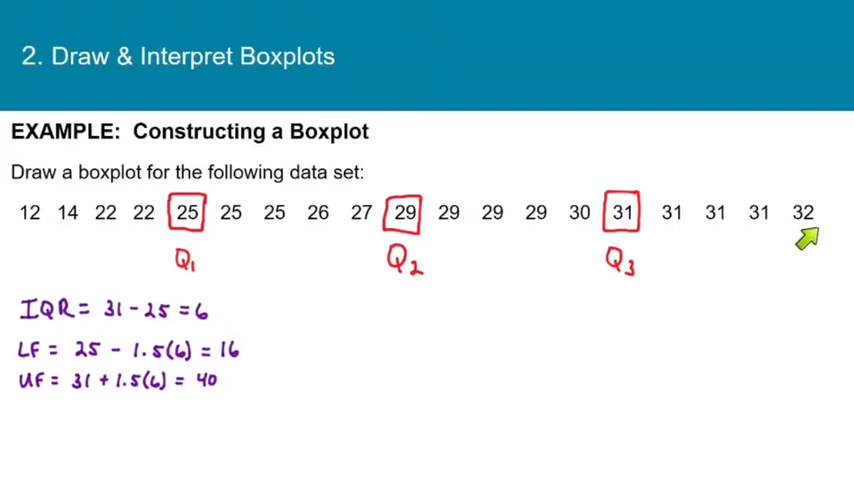 2. Draw & Interpret Boxplots
EXAMPLE: Constructing a Boxplot
Draw a boxplot for the following data set:
12 14 22 22 25 25 25 26 27 29 29 29 29 30 31 31 31 31 32
Q1 Q2 Q3
IQR = 31 - 25 = 6
LF = 25 - 1.5(6) = 16
UF = 31 + 1.5(6) = 40